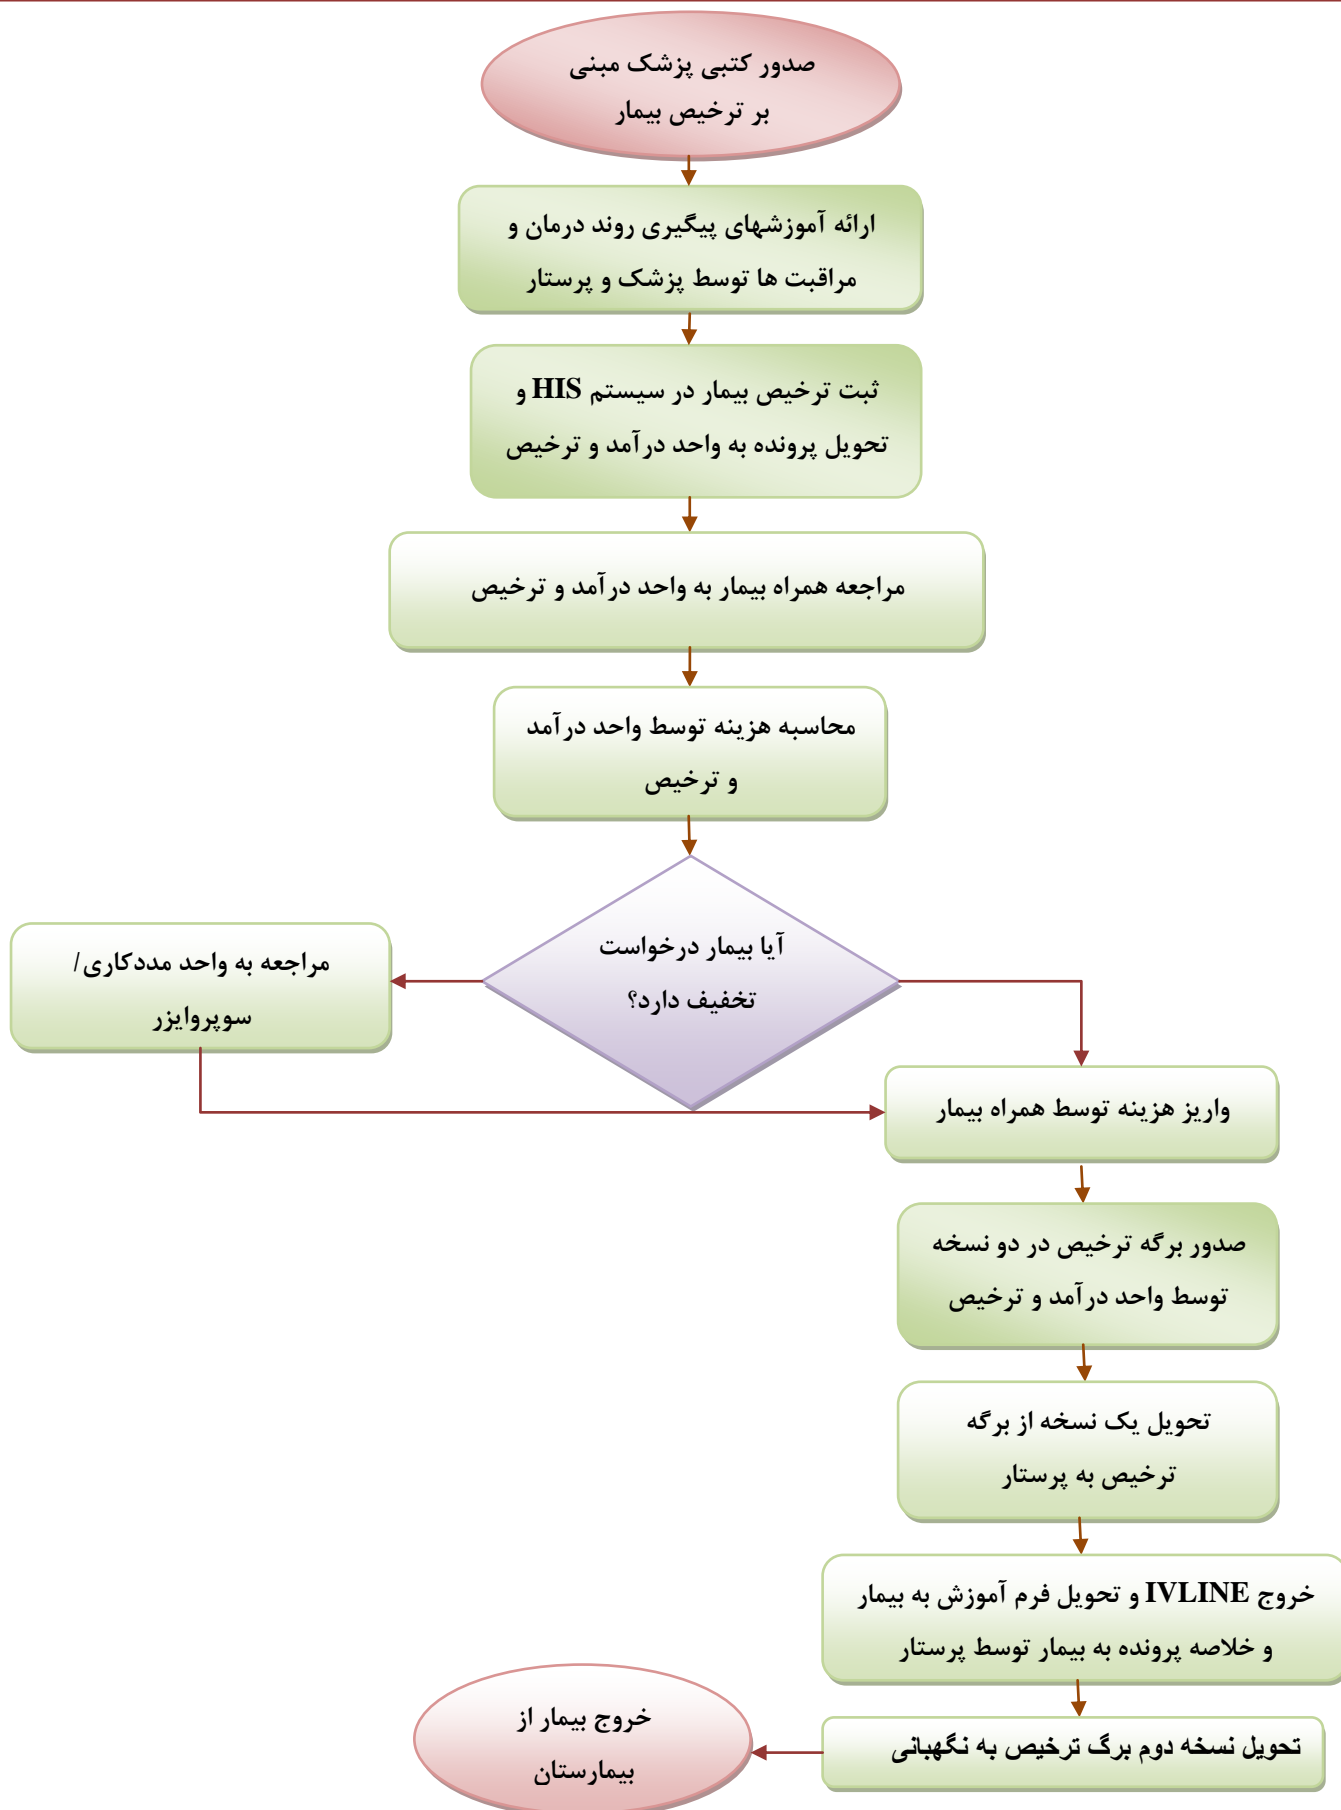 صدور کتبی پزشک مبنی
بر ترخیص بیمار
ارائه آموزشهای پیگیری روند درمان و
مراقبت ها توسط پزشک و پرستار
ثبت ترخیص بیمار در سیستم HIS و
تحویل پرونده به واحد درآمد و ترخیص
مراجعه همراه بیمار به واحد درآمد و ترخیص
محاسبه هزینه توسط واحد درآمد
و ترخیص
آیا بیمار درخواست
تخفیف دارد؟
مراجعه به واحد مددکاری/
سوپروایزر
واریز هزینه توسط همراه بیمار
صدور برگه ترخیص در دو نسخه
توسط واحد درآمد و ترخیص
تحویل یک نسخه از برگه
ترخیص به پرستار
خروج IVLINE و تحویل فرم آموزش به بیمار
و خلاصه پرونده به بیمار توسط پرستار
تحویل نسخه دوم برگ ترخیص به نگهبانی
خروج بیمار از
بیمارستان